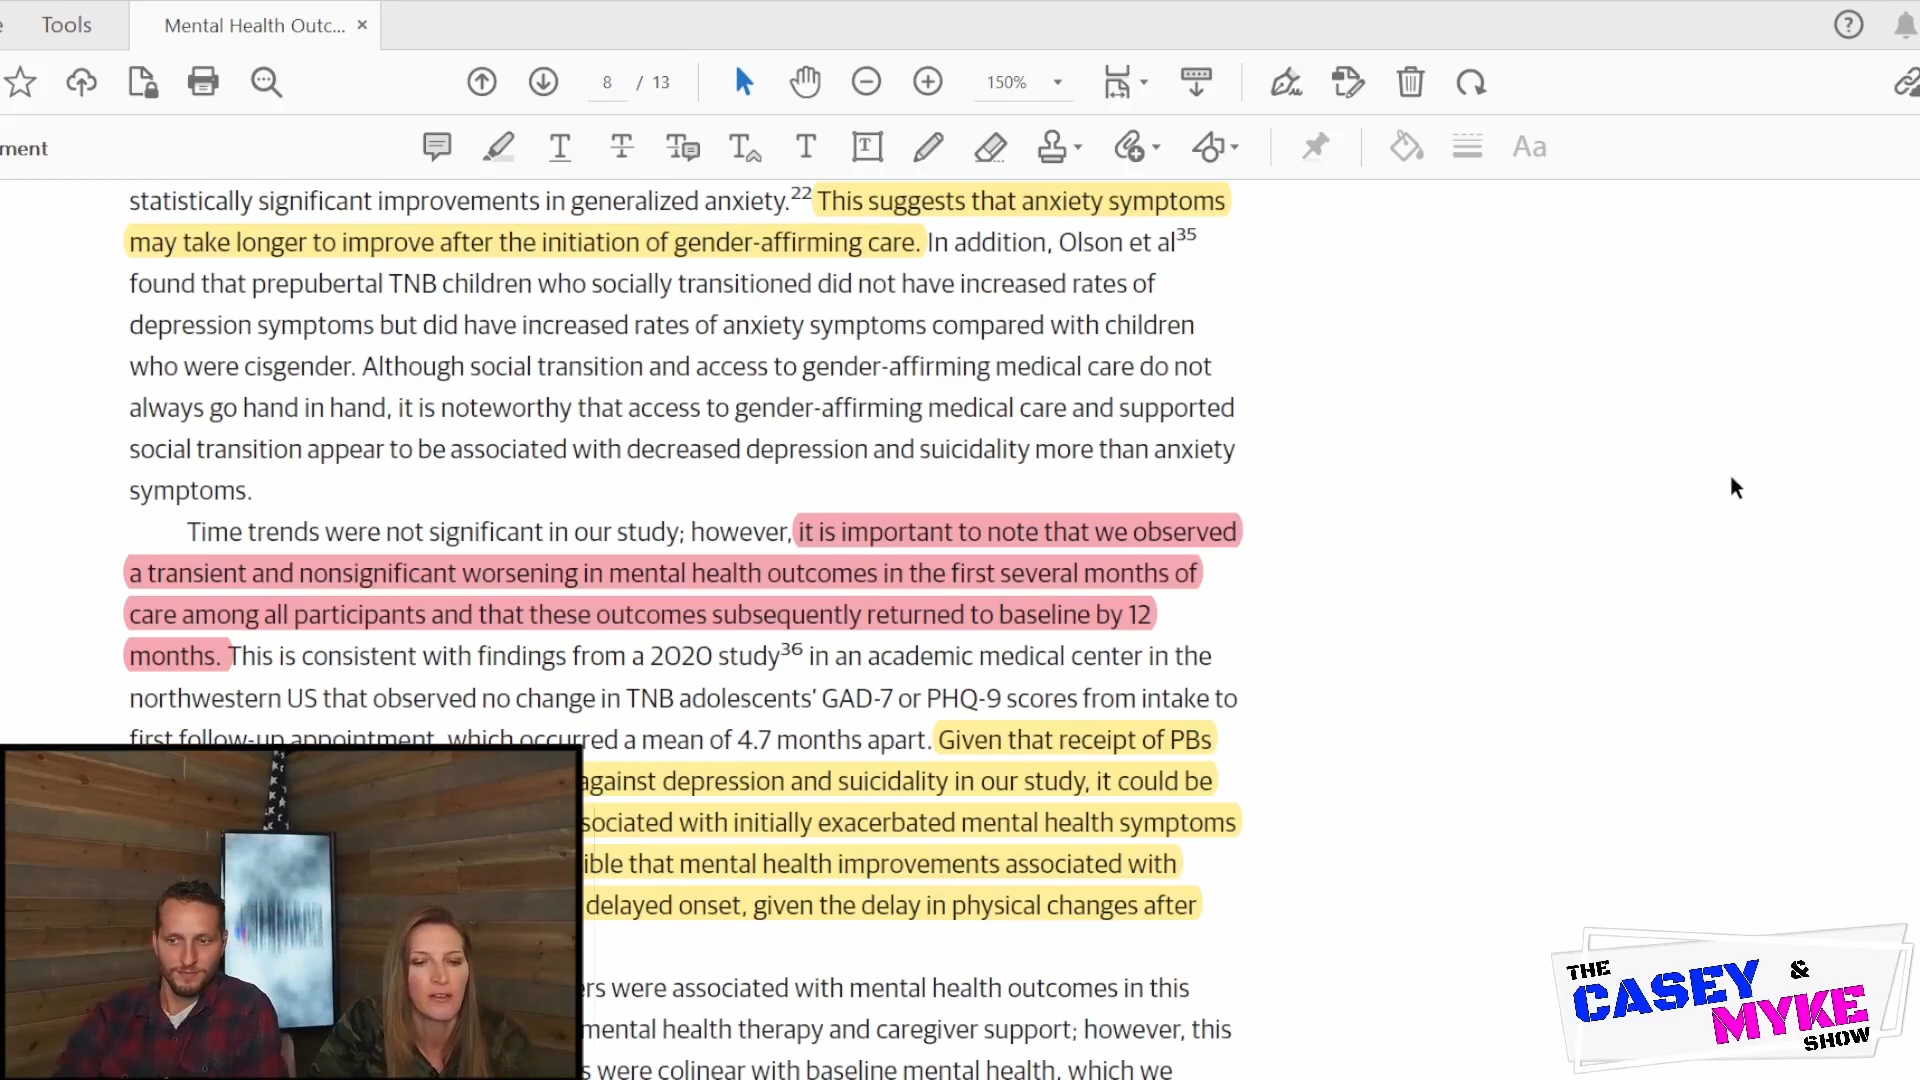 Tools
Mental Health Outc...
8 / 13
150%
ment
Aa
statistically significant improvements in generalized anxiety.22 This suggests that anxiety symptoms
may take longer to improve after the initiation of gender-affirming care. In addition, Olson et al35
found that prepubertal TNB children who socially transitioned did not have increased rates of
depression symptoms but did have increased rates of anxiety symptoms compared with children
who were cisgender. Although social transition and access to gender-affirming medical care do not
always go hand in hand, it is noteworthy that access to gender-affirming medical care and supported
social transition appear to be associated with decreased depression and suicidality more than anxiety
symptoms.
Time trends were not significant in our study; however, it is important to note that we observed
a transient and nonsignificant worsening in mental health outcomes in the first several months of
care among all participants and that these outcomes subsequently returned to baseline by 12
months. This is consistent with findings from a 2020 study36 in an academic medical center in the
northwestern US that observed no change in TNB adolescents' GAD-7 or PHQ-9 scores from intake to
first follow-up appointment, which occurred a mean of 4.7 months apart. Given that receipt of PBs
against depression and suicidality in our study, it could be
sociated with initially exacerbated mental health symptoms
ible that mental health improvements associated with
delayed onset, given the delay in physical changes after
rs were associated with mental health outcomes in this
mental health therapy and caregiver support; however, this
s were colinear with baseline mental health, which we
THE
CASEY &
MYKE
SHOW